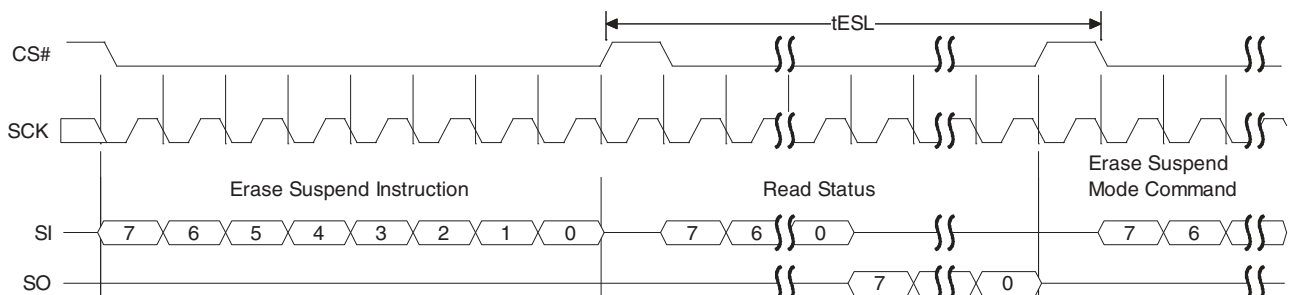 tESL
CS#
SCK
Erase Suspend Instruction
Read Status
Erase Suspend
Mode Command
SI
7 6 5 4 3 2 1 0
7 6 0
7 6
SO
7 0